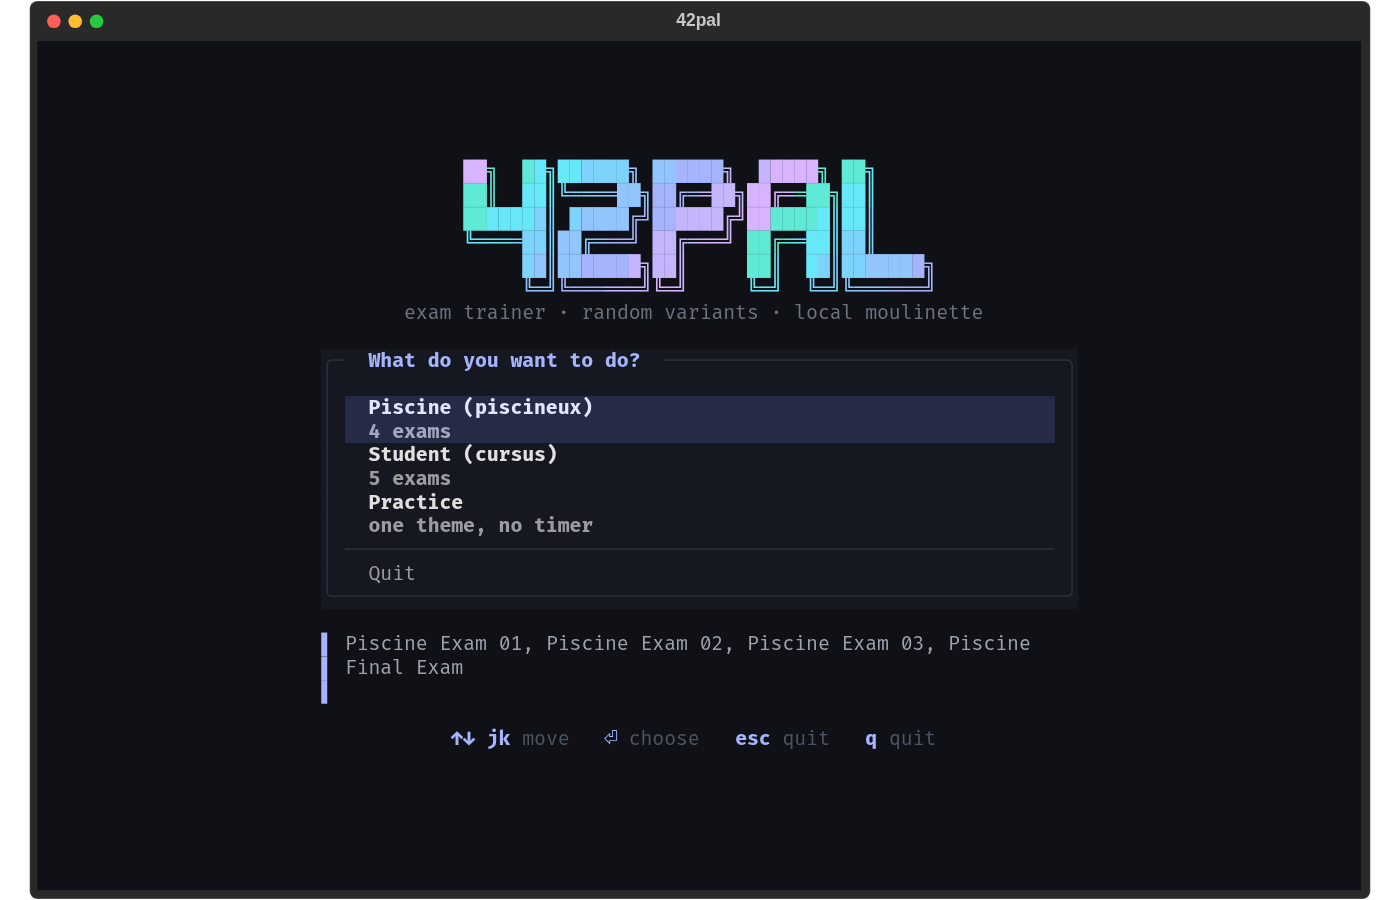 42pal
42PAL
exam trainer · random variants · local moulinette
What do you want to do?
Piscine (piscineux)
4 exams
Student (cursus)
5 exams
Practice
one theme, no timer
Quit
Piscine Exam 01, Piscine Exam 02, Piscine Exam 03, Piscine
Final Exam
↑↓ jk move ⏎ choose esc quit q quit